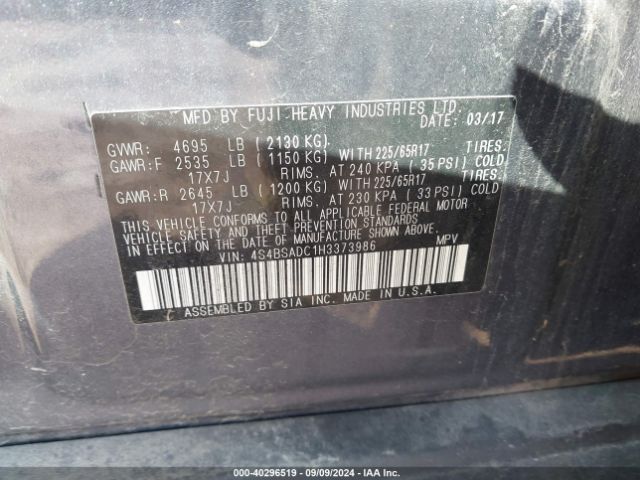 MFD BY FUJI HEAVY INDUSTRIES LTD.
DATE: 03/17
GVWR: 4695 LB (2130 KG)
GAWR:F 2535 LB (1150 KG) WITH 225/65R17 TIRES.
17X7J RIMS. AT 240 KPA (35 PSI) COLD
GAWR:R 2645 LB (1200 KG) WITH 225/65R17 TIRES.
17X7J RIMS. AT 230 KPA (33 PSI) COLD
THIS VEHICLE CONFORMS TO ALL APPLICABLE FEDERAL MOTOR
VEHICLE SAFETY AND THEFT PREVENTION STANDARDS
IN EFFECT ON THE DATE OF MANUFACTURE SHOWN ABOVE.
VIN: 4S4BSADC1H3373986 MPV
ASSEMBLED BY SIA INC. MADE IN U.S.A.
000-40296519 - 09/09/2024 - IAA Inc.